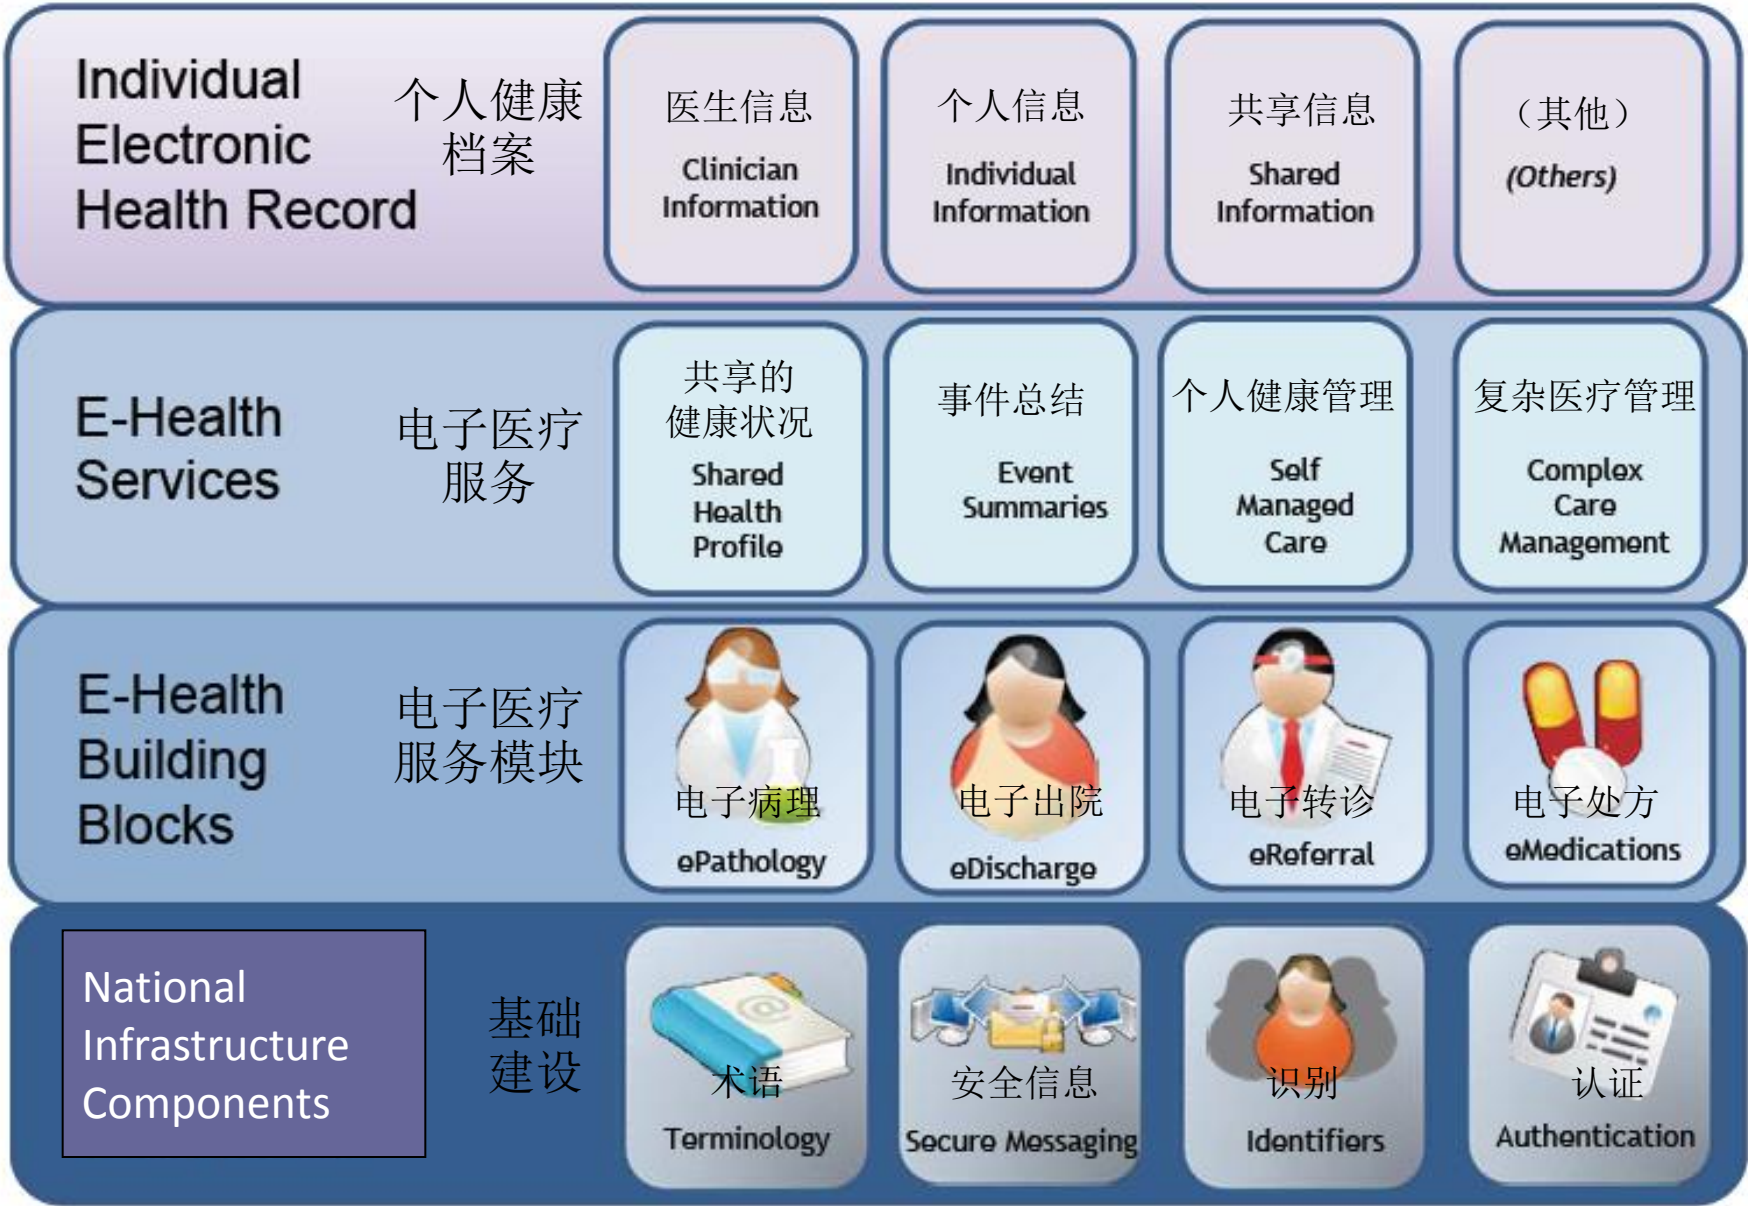 Individual
Electronic
Health Record
个人健康
档案
医生信息
Clinician
Information
个人信息
Individual
Information
共享信息
Shared
Information
（其他）
(Others)
E-Health
Services
电子医疗
服务
共享的
健康状况
Shared
Health
Profile
事件总结
Event
Summaries
个人健康管理
Self
Managed
Care
复杂医疗管理
Complex
Care
Management
E-Health
Building
Blocks
电子医疗
服务模块
电子病理
ePathology
电子出院
eDischarge
电子转诊
eReferral
电子处方
eMedications
National
Infrastructure
Components
基础
建设
术语
Terminology
安全信息
Secure Messaging
识别
Identifiers
认证
Authentication